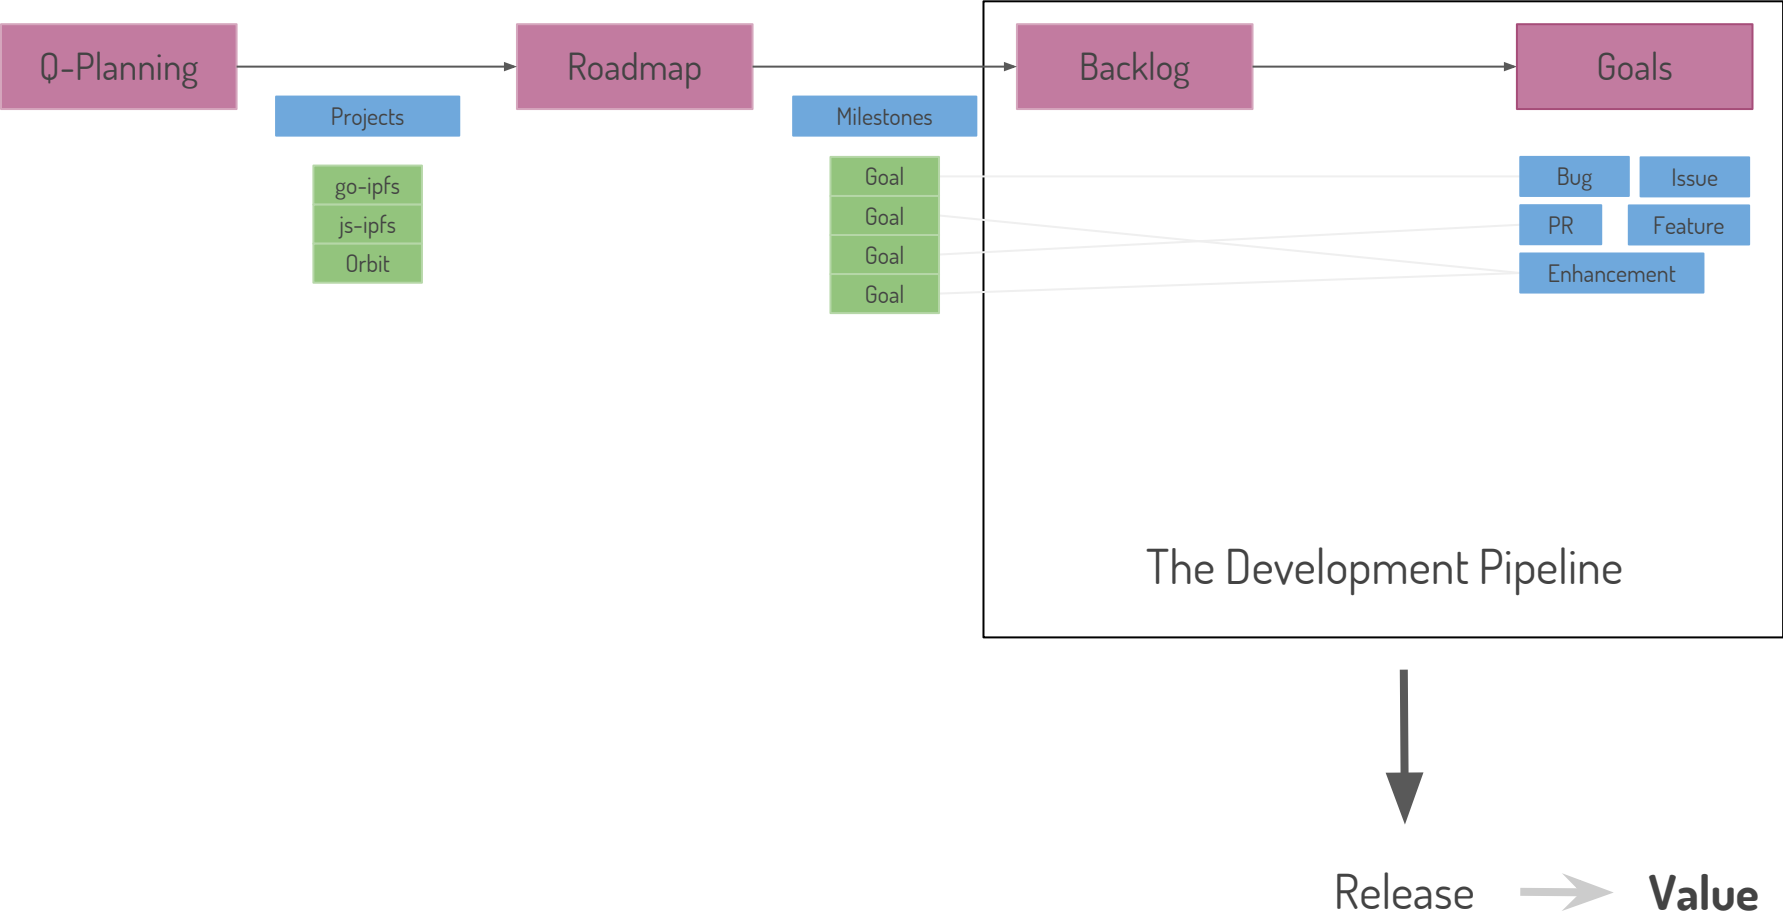 Q-Planning
Roadmap
Backlog
Goals
Projects
Milestones
go-ipfs
js-ipfs
Orbit
Goal
Goal
Goal
Goal
Bug
Issue
PR
Feature
Enhancement
The Development Pipeline
Release
Value